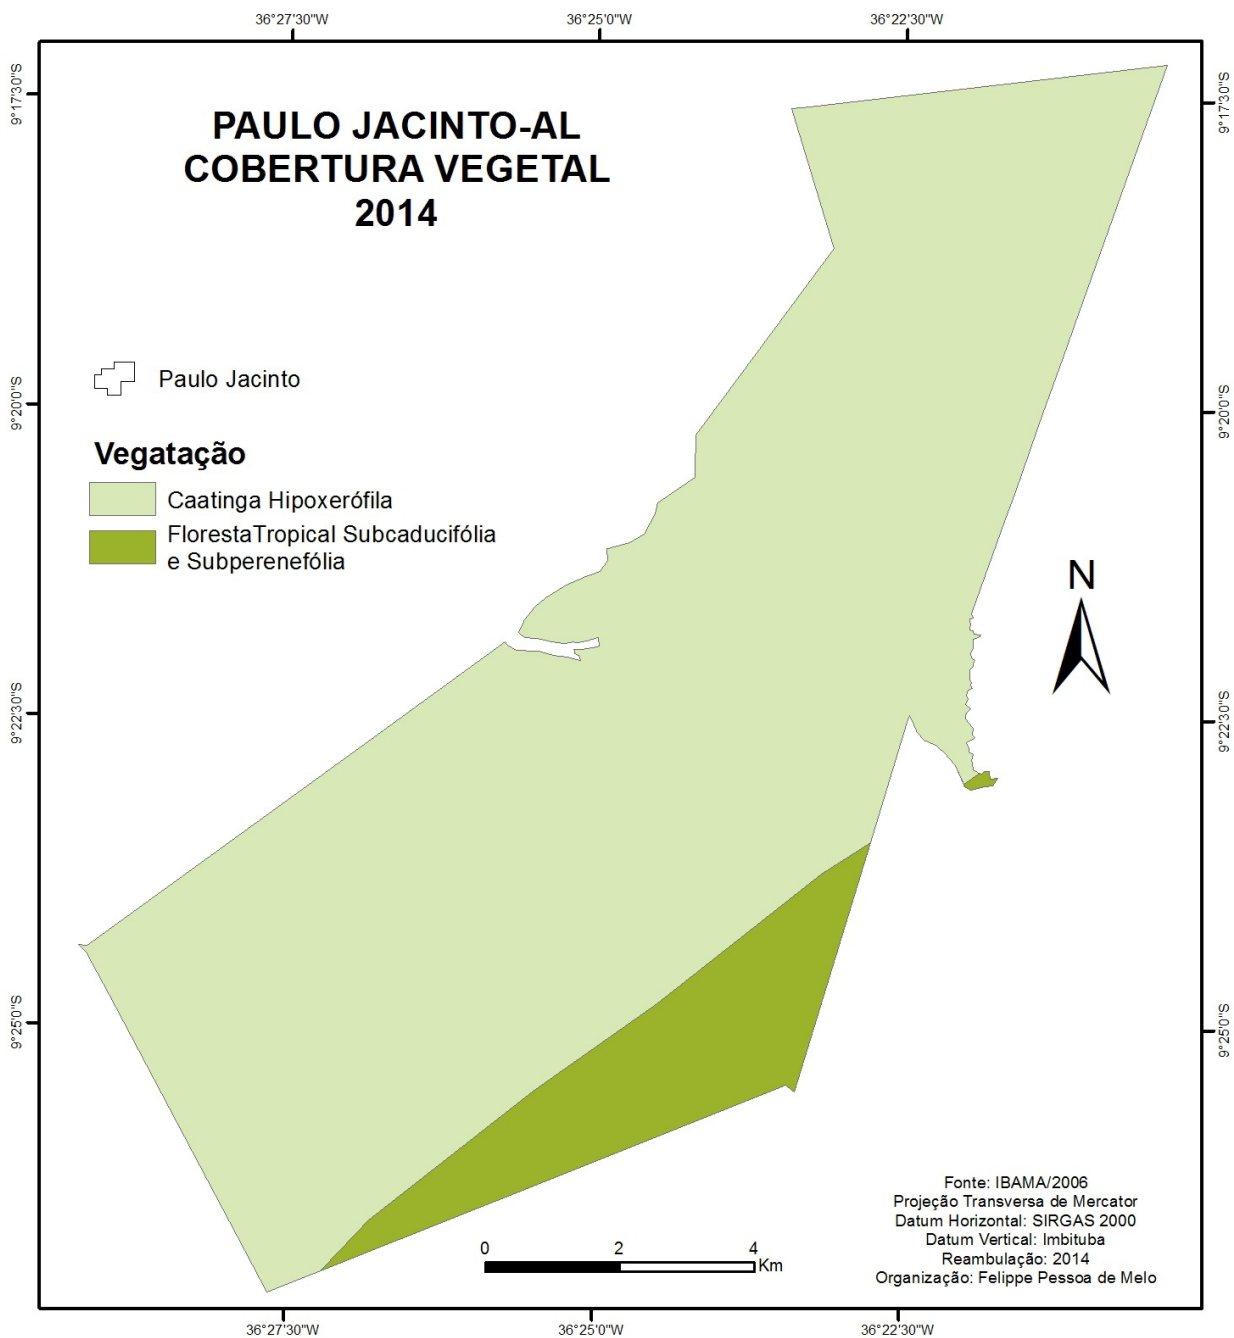 36°27'30"W 36°25'0"W 36°22'30"W
9°17'30"S 9°17'30"S
PAULO JACINTO-AL
COBERTURA VEGETAL
2014
Paulo Jacinto
9°20'0"S 9°20'0"S
Vegatação
Caatinga Hipoxerófila
FlorestaTropical Subcaducifólia
e Subperenefólia
N
9°22'30"S 9°22'30"S
9°25'0"S 9°25'0"S
Fonte: IBAMA/2006
Projeção Transversa de Mercator
Datum Horizontal: SIRGAS 2000
Datum Vertical: Imbituba
Reambulação: 2014
Organização: Felippe Pessoa de Melo
0 2 4
Km
36°27'30"W 36°25'0"W 36°22'30"W